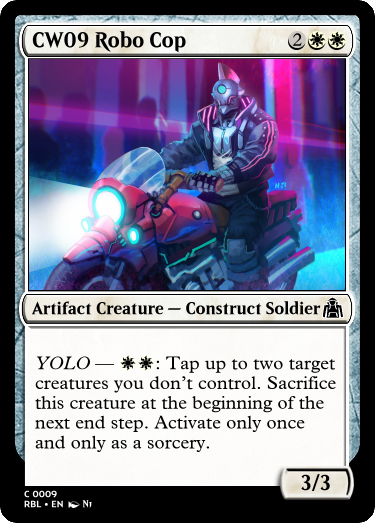 CW09 Robo Cop 2
Artifact Creature — Construct Soldier
YOLO — : Tap up to two target
creatures you don’t control. Sacrifice
this creature at the beginning of the
next end step. Activate only once
and only as a sorcery.
3/3
C 0009
RBL • EN